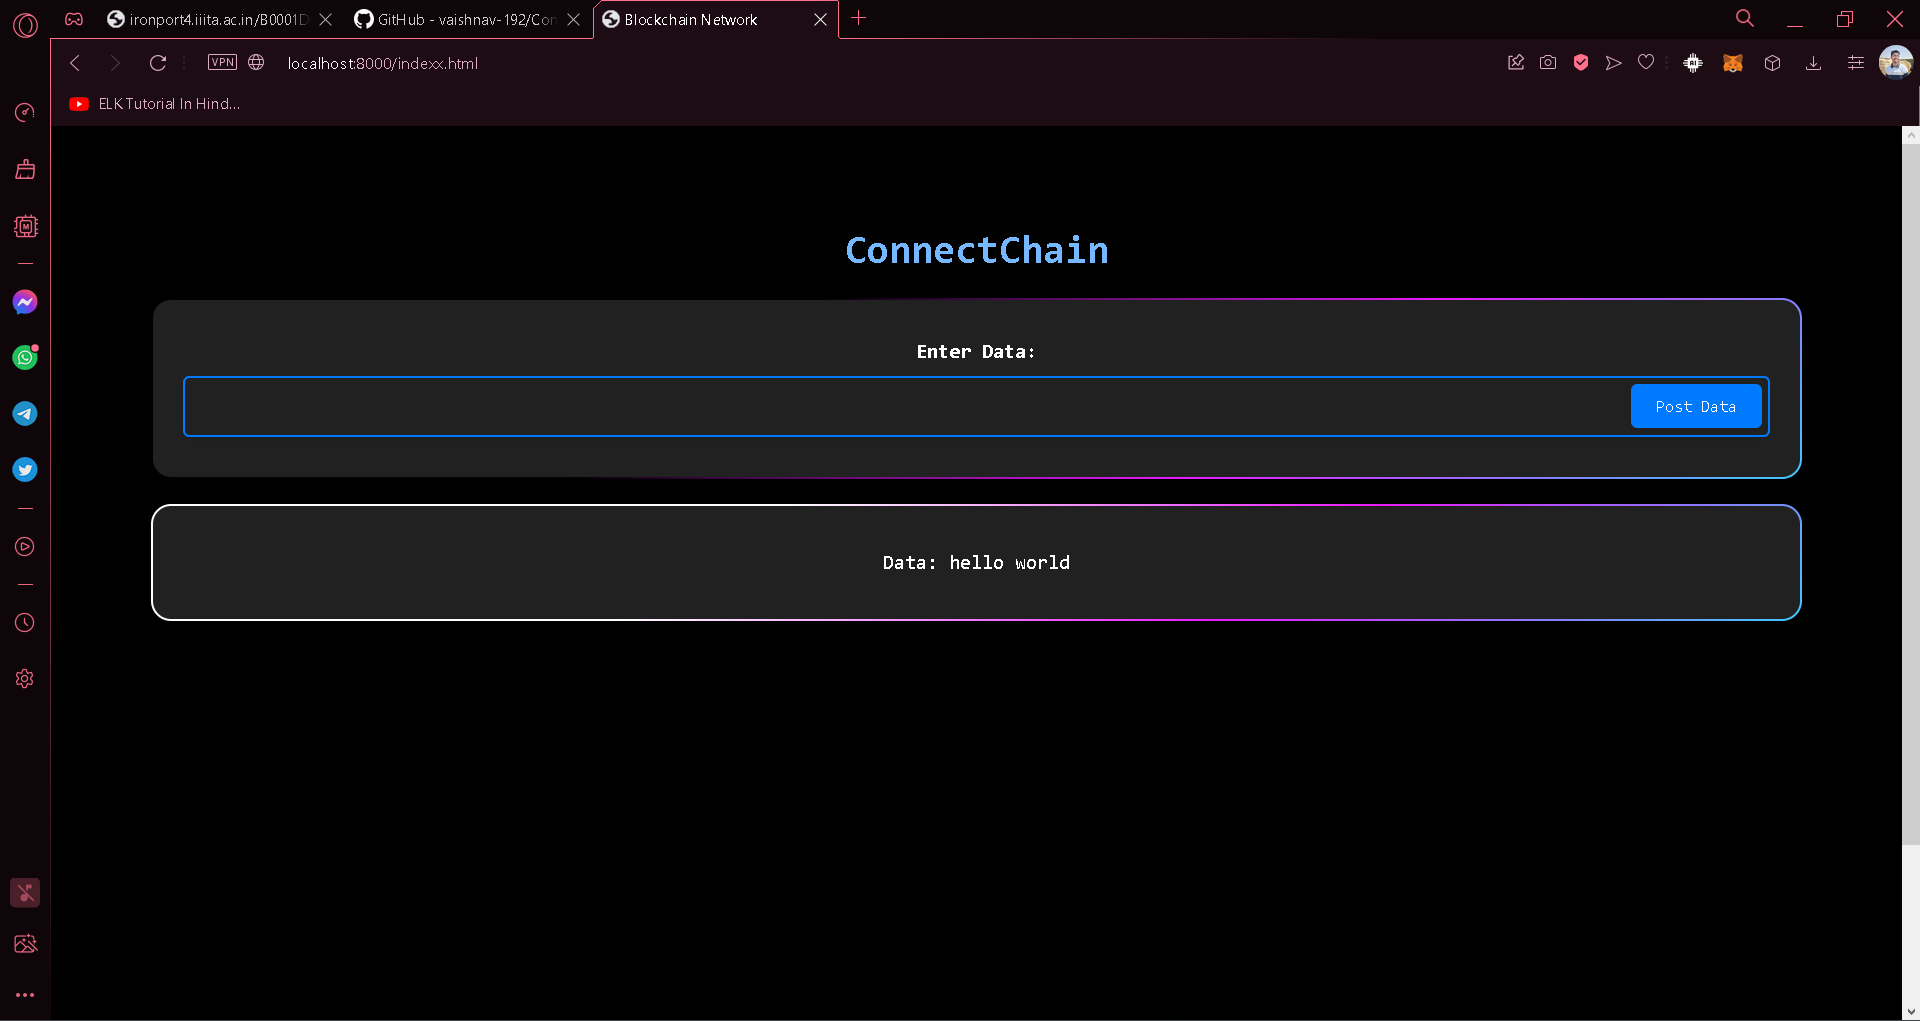 ironport4.iiita.ac.in/B0001D
GitHub - vaishnav-192/Con
Blockchain Network
VPN
localhost:8000/indexx.html
ELK Tutorial In Hind...
ConnectChain
Enter Data:
Post Data
Data: hello world